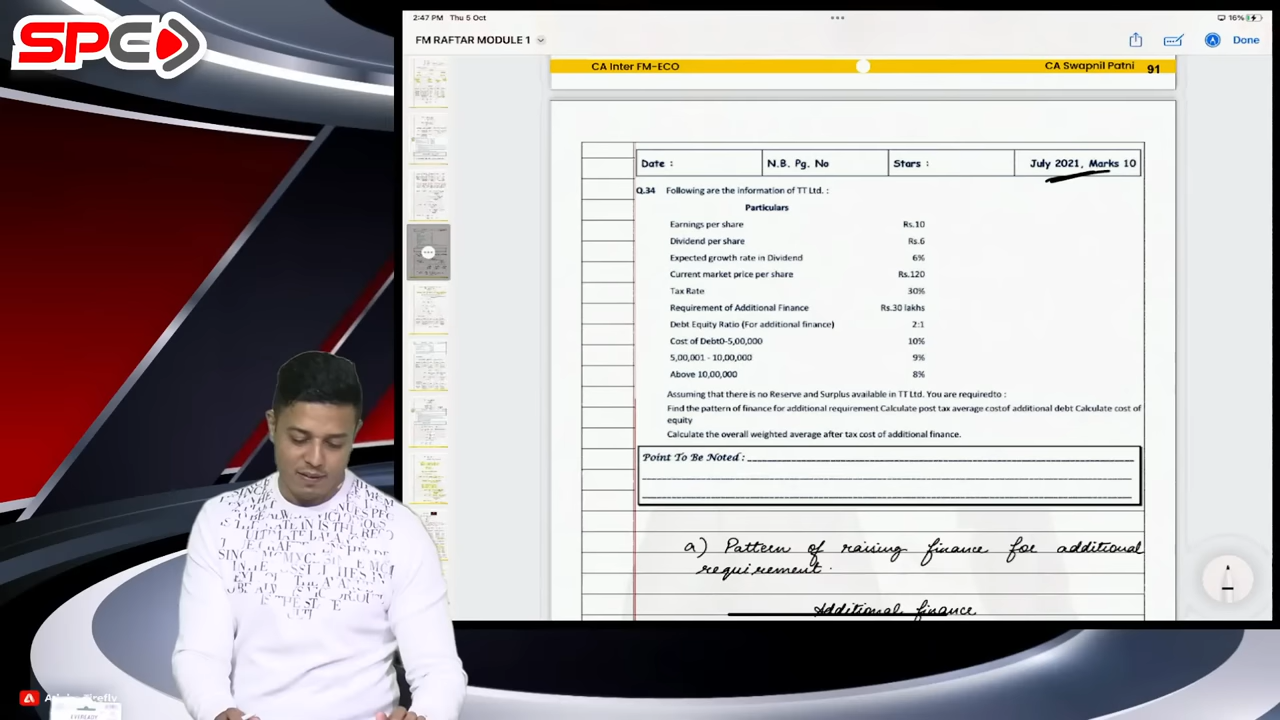 SPE
2:47 PM Thu 5 Oct
16%
FM RAFTAR MODULE 1
Done
CA Inter FM-ECO
CA Swapnil Patni 91
Date :
N.B. Pg. No
Stars :
July 2021, Marks 10
Q.34 Following are the information of TT Ltd. :
Particulars
Earnings per share Rs.10
Dividend per share Rs.6
Expected growth rate in Dividend 6%
Current market price per share Rs.120
Tax Rate 30%
Requirement of Additional Finance Rs.30 lakhs
Debt Equity Ratio (For additional finance) 2:1
Cost of Debt0-5,00,000 10%
5,00,001 - 10,00,000 9%
Above 10,00,000 8%
Assuming that there is no Reserve and Surplus available in TT Ltd. You are requiredto :
Find the pattern of finance for additional requirement Calculate post tax average costof additional debt Calculate cost of
equity
Calculate the overall weighted average after tax cost of additional finance.
Point To Be Noted :
a) Pattern of raising finance for additional
requirement.
Additional finance